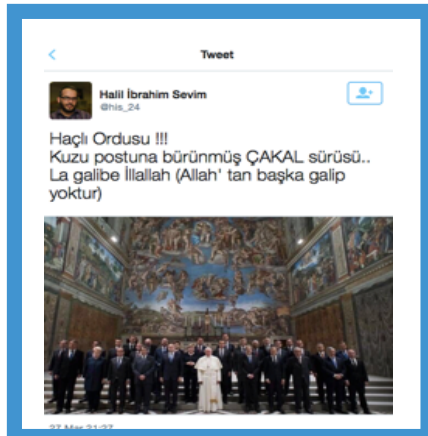 Tweet
Halil İbrahim Sevim
@his_24
Haçlı Ordusu !!!
Kuzu postuna bürünmüş ÇAKAL sürüsü..
La galibe İllallah (Allah' tan başka galip
yoktur)
27 Mar 21:27